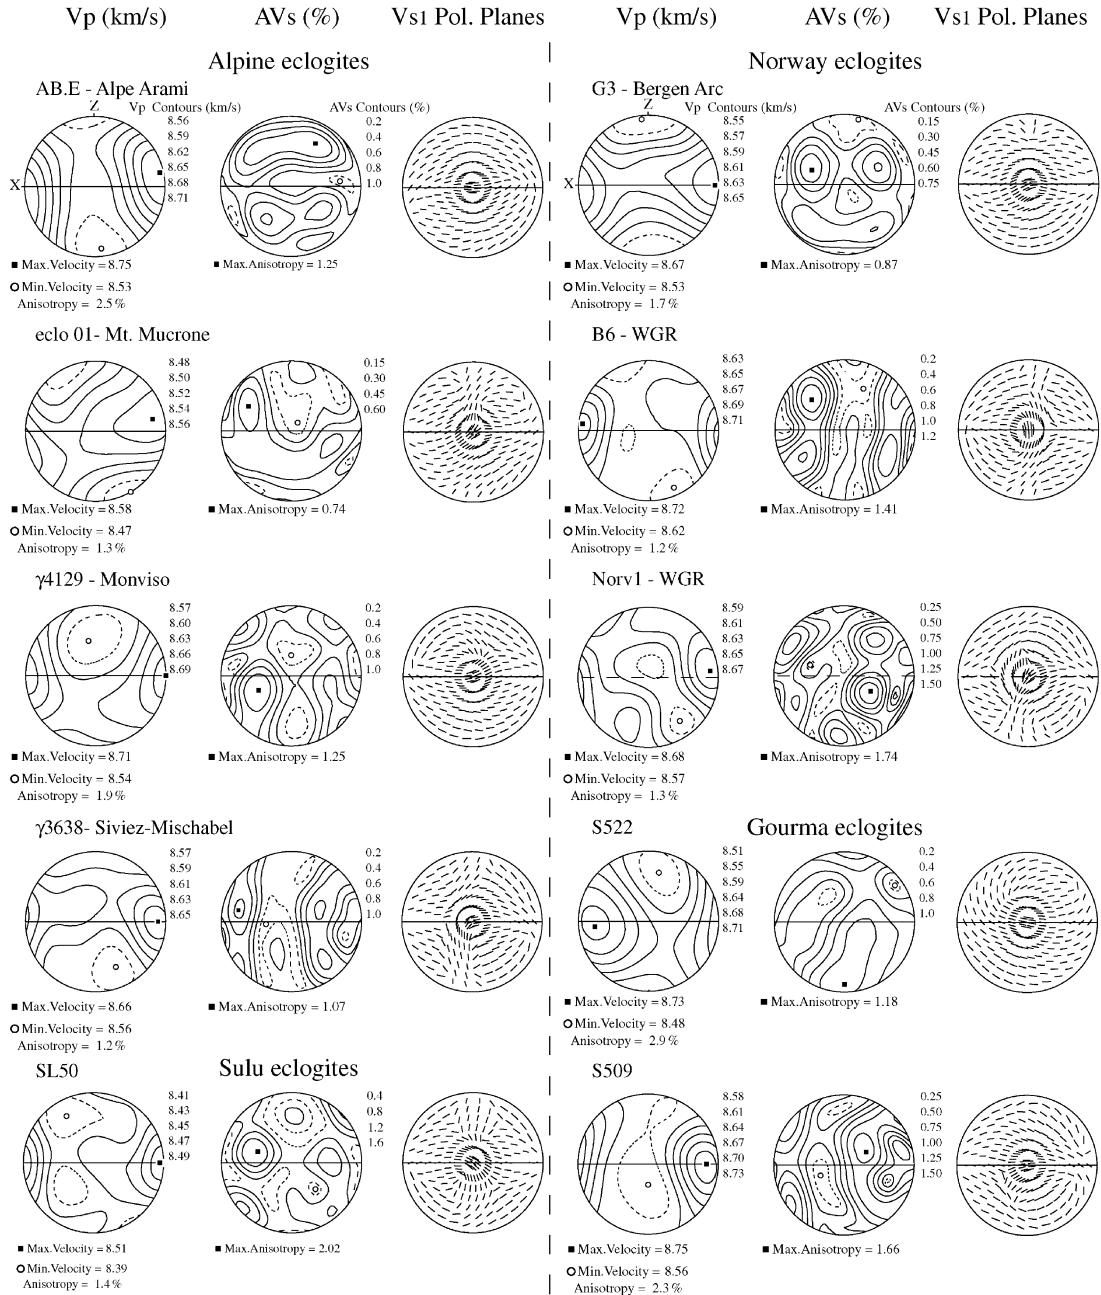 Vp (km/s) AVs (%) Vs1 Pol. Planes Vp (km/s) AVs (%) Vs1 Pol. Planes
Alpine eclogites
AB.E - Alpe Arami
Z
Vp Contours (km/s)
8.56
8.59
8.62
8.65
8.68
8.71
AVs Contours (%)
0.2
0.4
0.6
0.8
1.0
X
■ Max.Velocity = 8.75
Min.Velocity = 8.53
Anisotropy = 2.5 %
■ Max.Anisotropy = 1.25
eclo 01- Mt. Mucrone
8.48
8.50
8.52
8.54
8.56
0.15
0.30
0.45
0.60
■ Max.Velocity = 8.58
Min.Velocity = 8.47
Anisotropy = 1.3 %
■ Max.Anisotropy = 0.74
γ4129 - Monviso
8.57
8.60
8.63
8.66
8.69
0.2
0.4
0.6
0.8
1.0
■ Max.Velocity = 8.71
Min.Velocity = 8.54
Anisotropy = 1.9 %
■ Max.Anisotropy = 1.25
γ3638- Siviez-Mischabel
8.57
8.59
8.61
8.63
8.65
0.2
0.4
0.6
0.8
1.0
■ Max.Velocity = 8.66
Min.Velocity = 8.56
Anisotropy = 1.2 %
■ Max.Anisotropy = 1.07
SL50
Sulu eclogites
8.41
8.43
8.45
8.47
8.49
0.4
0.8
1.2
1.6
■ Max.Velocity = 8.51
Min.Velocity = 8.39
Anisotropy = 1.4 %
■ Max.Anisotropy = 2.02
Norway eclogites
G3 - Bergen Arc
Z
Vp Contours (km/s)
8.55
8.57
8.59
8.61
8.63
8.65
AVs Contours (%)
0.15
0.30
0.45
0.60
0.75
X
■ Max.Velocity = 8.67
Min.Velocity = 8.53
Anisotropy = 1.7 %
■ Max.Anisotropy = 0.87
B6 - WGR
8.63
8.65
8.67
8.69
8.71
0.2
0.4
0.6
0.8
1.0
1.2
■ Max.Velocity = 8.72
Min.Velocity = 8.62
Anisotropy = 1.2 %
■ Max.Anisotropy = 1.41
Norv1 - WGR
8.59
8.61
8.63
8.65
8.67
0.25
0.50
0.75
1.00
1.25
1.50
■ Max.Velocity = 8.68
Min.Velocity = 8.57
Anisotropy = 1.3 %
■ Max.Anisotropy = 1.74
S522
Gourma eclogites
8.51
8.55
8.59
8.64
8.68
8.71
0.2
0.4
0.6
0.8
1.0
■ Max.Velocity = 8.73
Min.Velocity = 8.48
Anisotropy = 2.9 %
■ Max.Anisotropy = 1.18
S509
8.58
8.61
8.64
8.67
8.70
8.73
0.25
0.50
0.75
1.00
1.25
1.50
■ Max.Velocity = 8.75
Min.Velocity = 8.56
Anisotropy = 2.3 %
■ Max.Anisotropy = 1.66